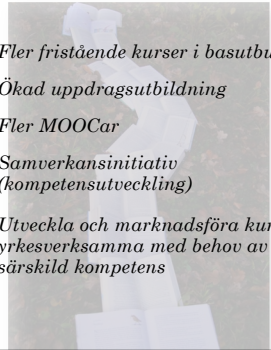 Fler fristående kurser i
Ökad uppdragsutbildning
Fler MOOCar
Samverkansinitiativ
(kompetensutveckling)
Utveckla och marknadsföra
yrkesverksamma med behov av
särskild kompetens